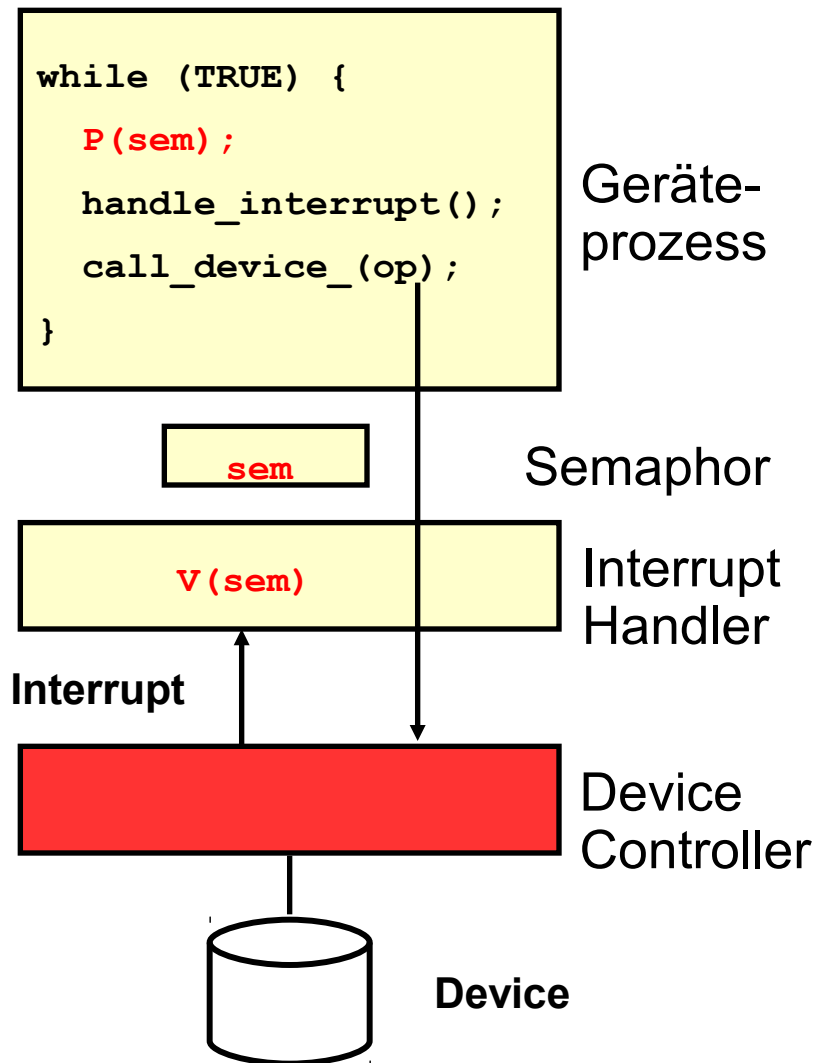 while (TRUE) {
P(sem);
handle_interrupt();
call_device_(op);
}
Geräte-
prozess
sem
Semaphor
V(sem)
Interrupt
Handler
Interrupt
Device
Controller
Device